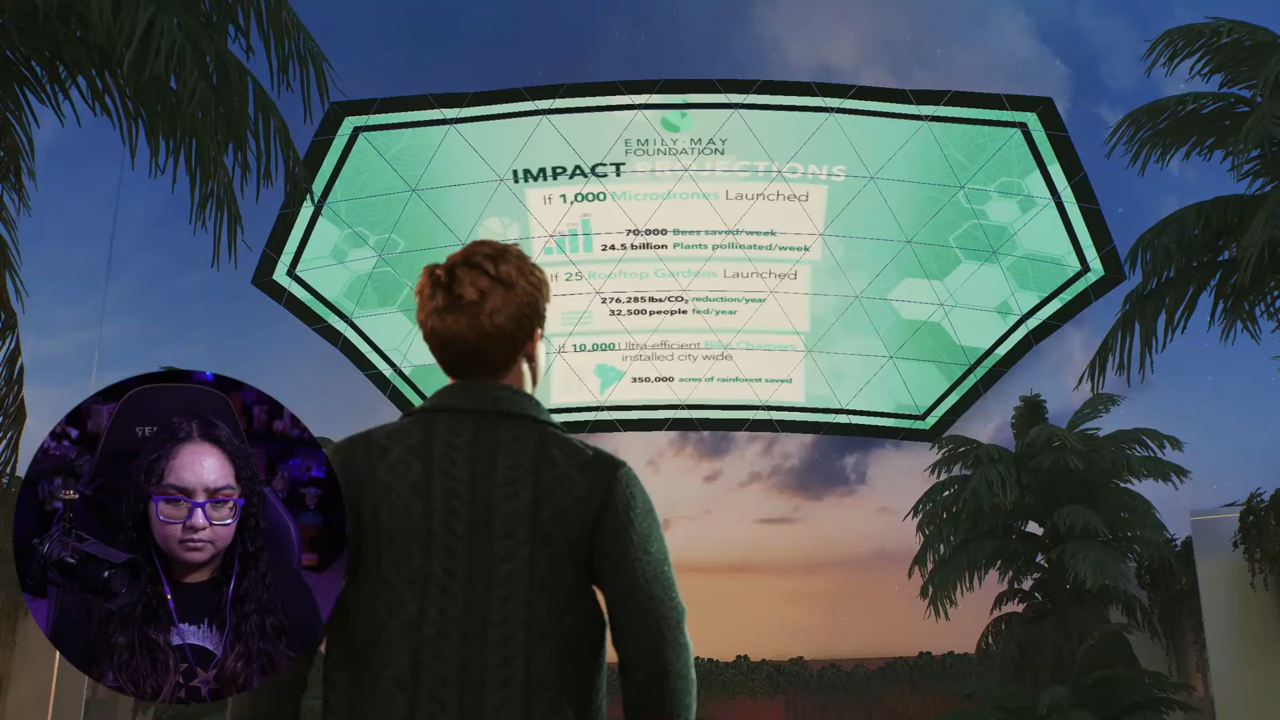 EMILY-MAY
FOUNDATION
IMPACT PROJECTIONS
If 1,000 Microdrones Launched
70,000 Bees saved/week
24.5 billion Plants pollinated/week
If 25 Rooftop Gardens Launched
276,285 lbs/CO₂ reduction/year
32,500 people fed/year
If 10,000 Ultra-efficient Bike Chargers
installed city wide
350,000 acres of rainforest saved